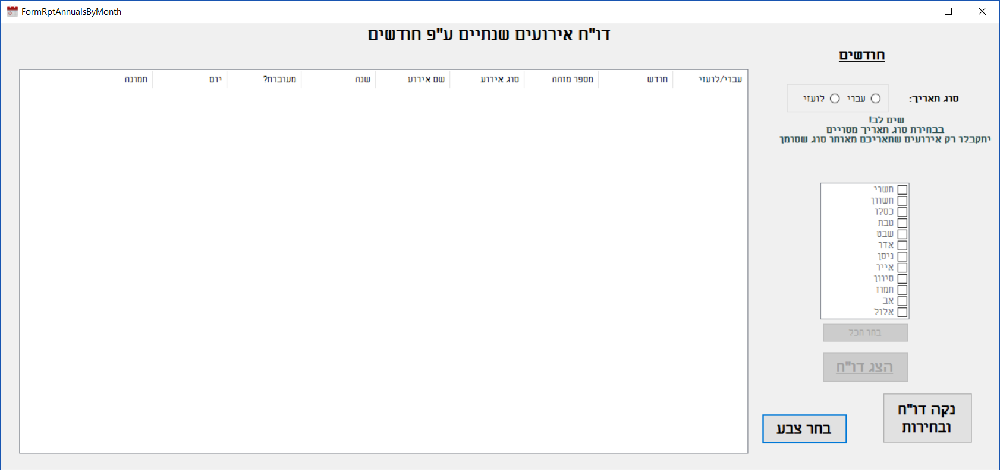 FormRptAnnualsByMonth
דו"ח אירועים שנתיים ע"פ חודשים
חודשים
עברי/לועזי חודש מספר מזהה סוג אירוע שם אירוע שנה מעוברת? יום תמונה
סוג תאריך: עברי לועזי
שים לב!
בבחירת סוג תאריך מסויים
יתקבלו רק אירועים שתאריכם מאותו סוג שסומן
תשרי
חשוון
כסלו
טבת
שבט
אדר
ניסן
אייר
סיוון
תמוז
אב
אלול
בחר הכל
הצג דו"ח
נקה דו"ח
ובחירות
בחר צבע